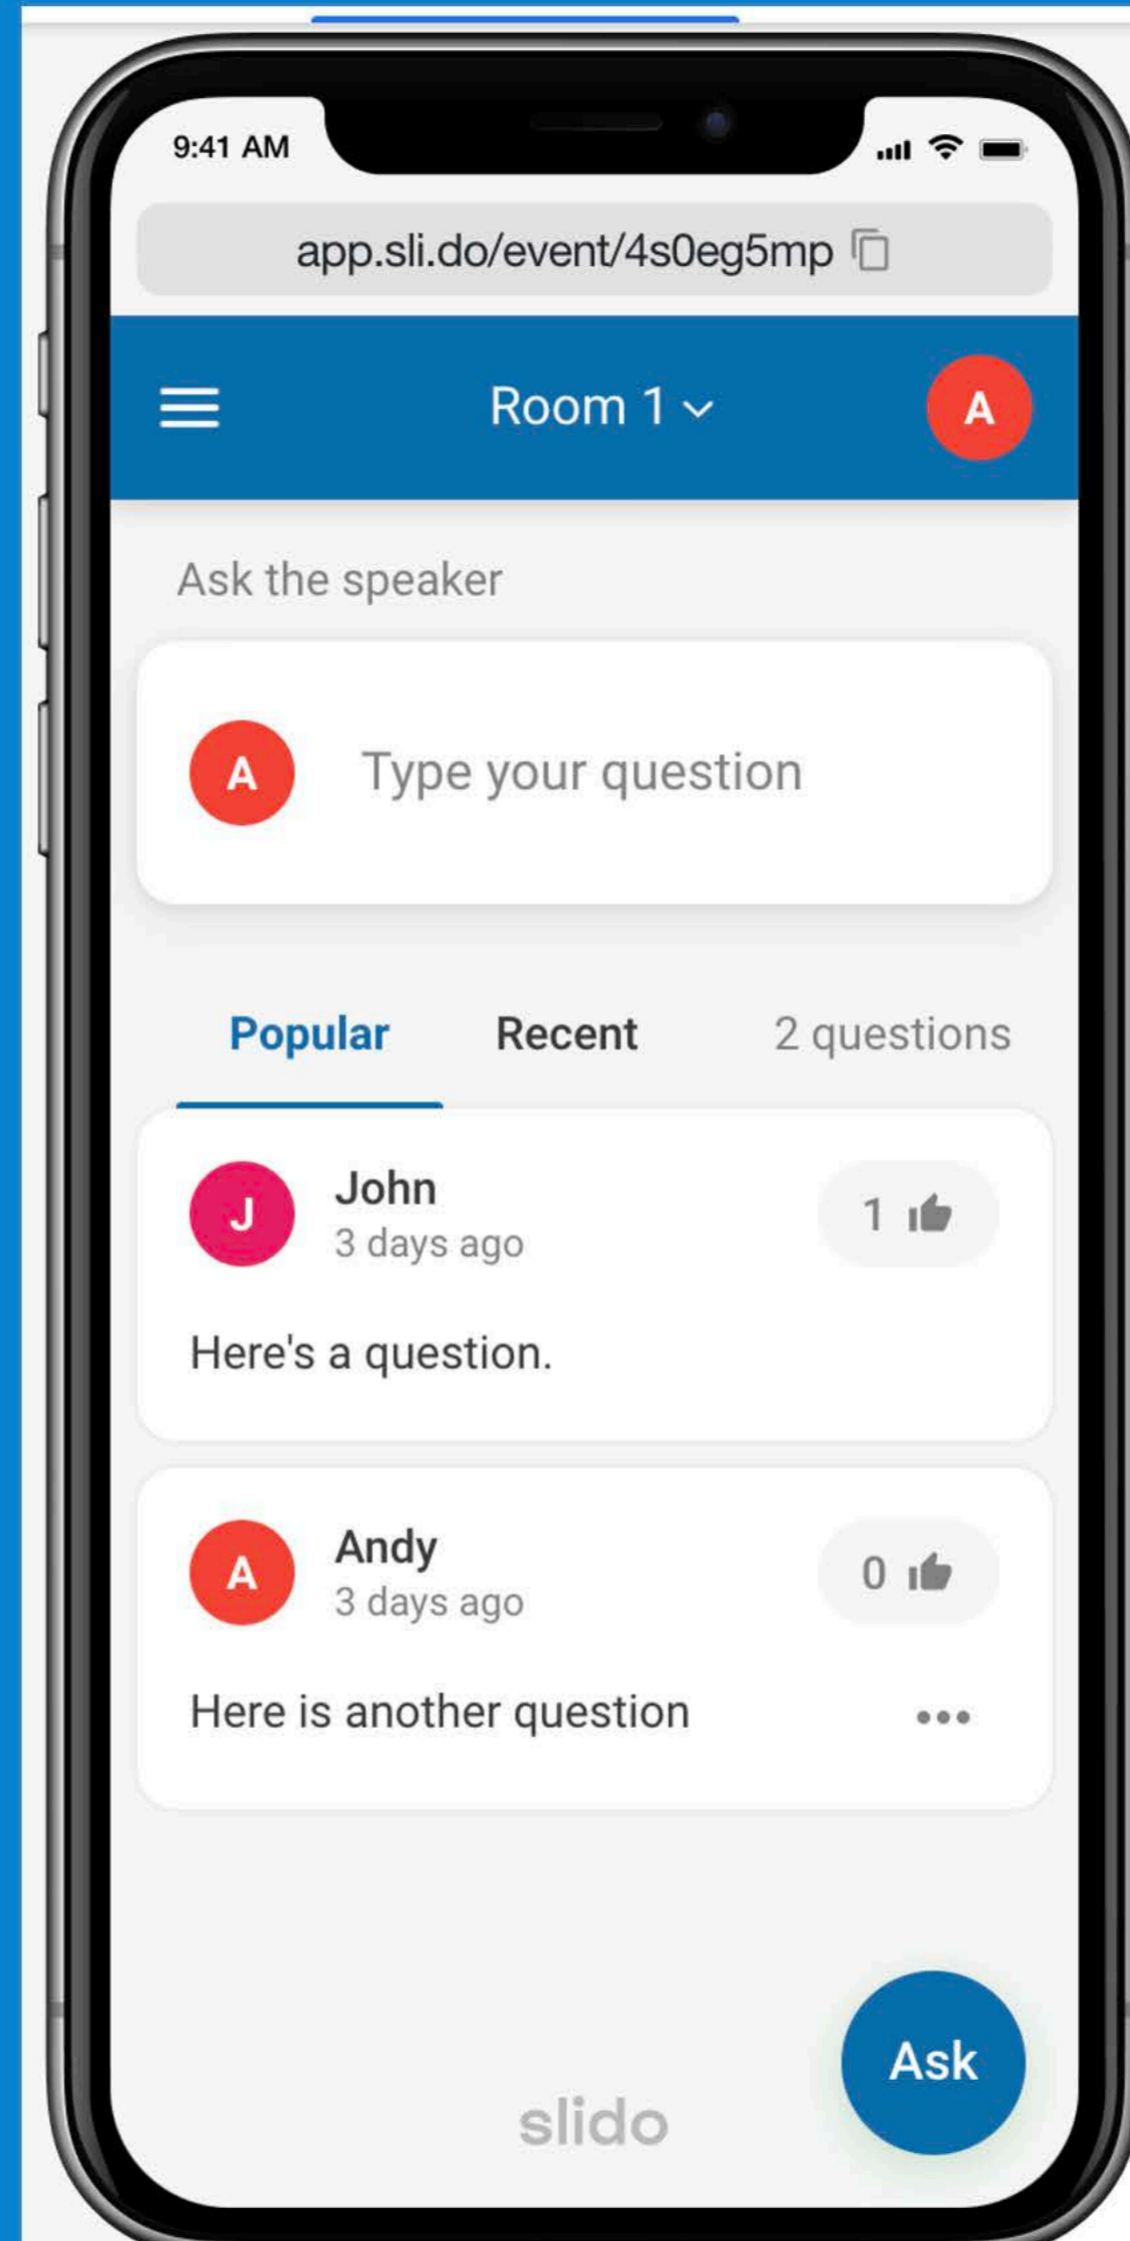 9:41 AM
app.sli.do/event/4s0eg5mp
Room 1
A
Ask the speaker
A
Type your question
Popular
Recent
2 questions
J
John
3 days ago
1
Here's a question.
A
Andy
3 days ago
0
Here is another question
Ask
slido